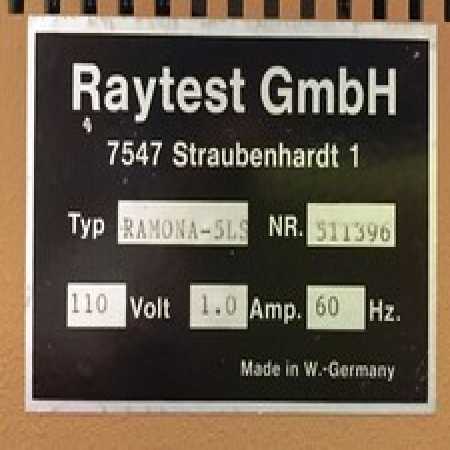 Raytest GmbH
7547 Straubenhardt 1
Typ RAMONA-5LS NR. 511396
110 Volt 1.0 Amp. 60 Hz.
Made in W.-Germany